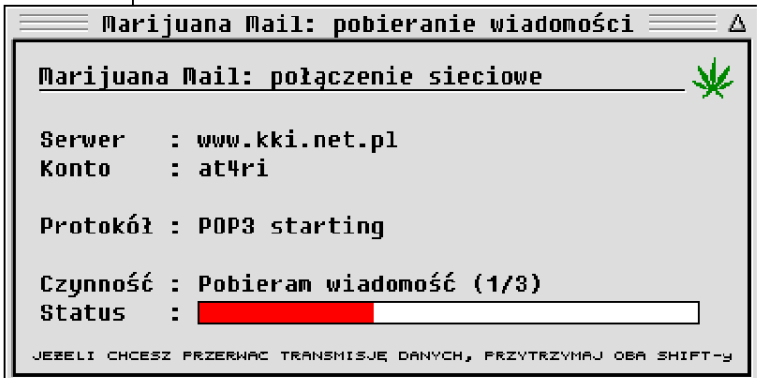 Marijuana Mail: pobieranie wiadomości
Marijuana Mail: połączenie sieciowe
Serwer : www.kki.net.pl
Konto : at4ri
Protokół : POP3 starting
Czynność : Pobieram wiadomość (1/3)
Status :
JEŻELI CHCESZ PRZERWAC TRANSMISJĘ DANYCH, PRZYTRZYMAJ OBA SHIFT-y